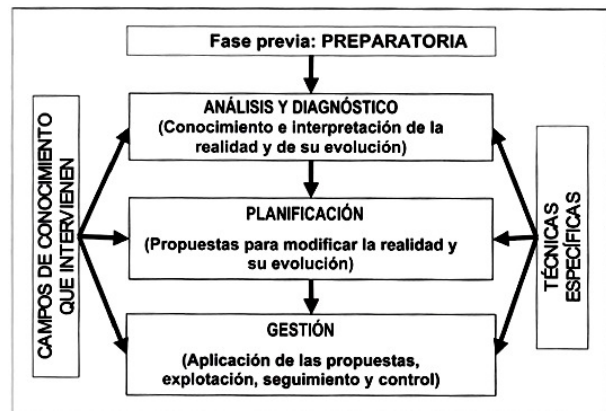 Fase previa: PREPARATORIA
ANÁLISIS Y DIAGNÓSTICO
(Conocimiento e interpretación de la
realidad y de su evolución)
PLANIFICACIÓN
(Propuestas para modificar la realidad y
su evolución)
GESTIÓN
(Aplicación de las propuestas,
explotación, seguimiento y control)
CAMPOS DE CONOCIMIENTO
QUE INTERVIENEN
TÉCNICAS
ESPECÍFICAS